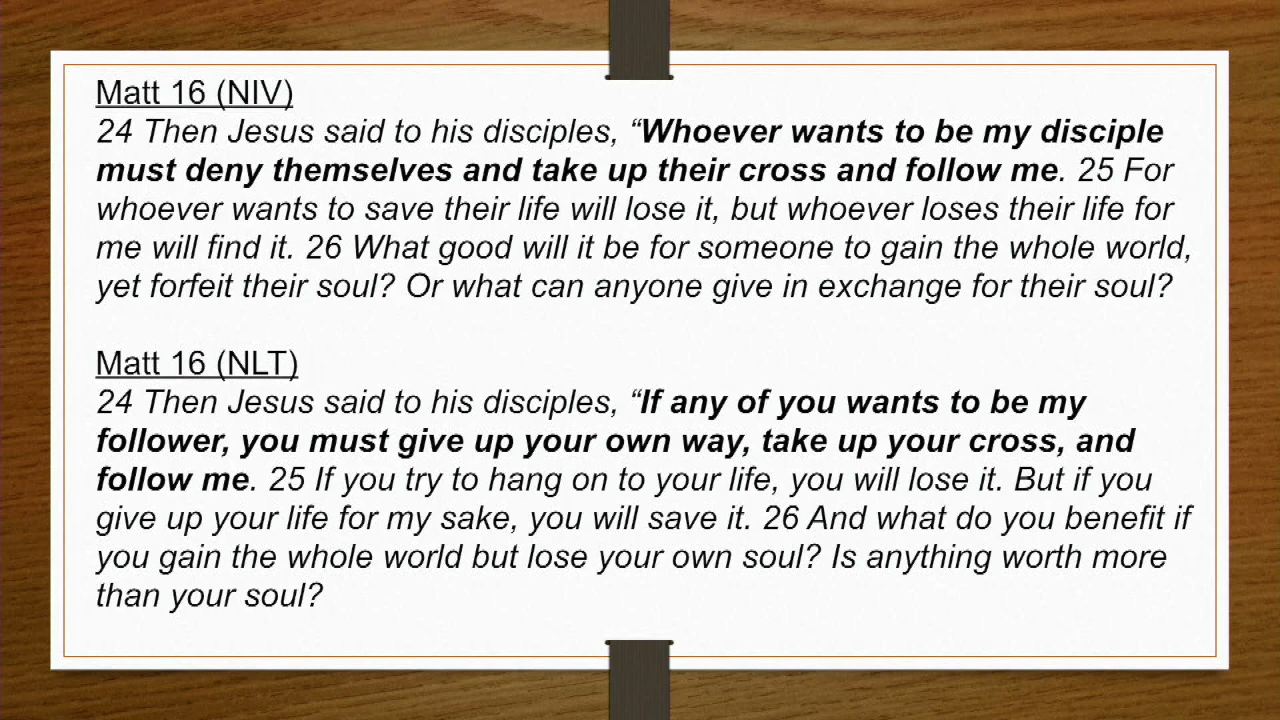 Matt 16 (NIV)
24 Then Jesus said to his disciples, “Whoever wants to be my disciple
must deny themselves and take up their cross and follow me. 25 For
whoever wants to save their life will lose it, but whoever loses their life for
me will find it. 26 What good will it be for someone to gain the whole world,
yet forfeit their soul? Or what can anyone give in exchange for their soul?
Matt 16 (NLT)
24 Then Jesus said to his disciples, “If any of you wants to be my
follower, you must give up your own way, take up your cross, and
follow me. 25 If you try to hang on to your life, you will lose it. But if you
give up your life for my sake, you will save it. 26 And what do you benefit if
you gain the whole world but lose your own soul? Is anything worth more
than your soul?